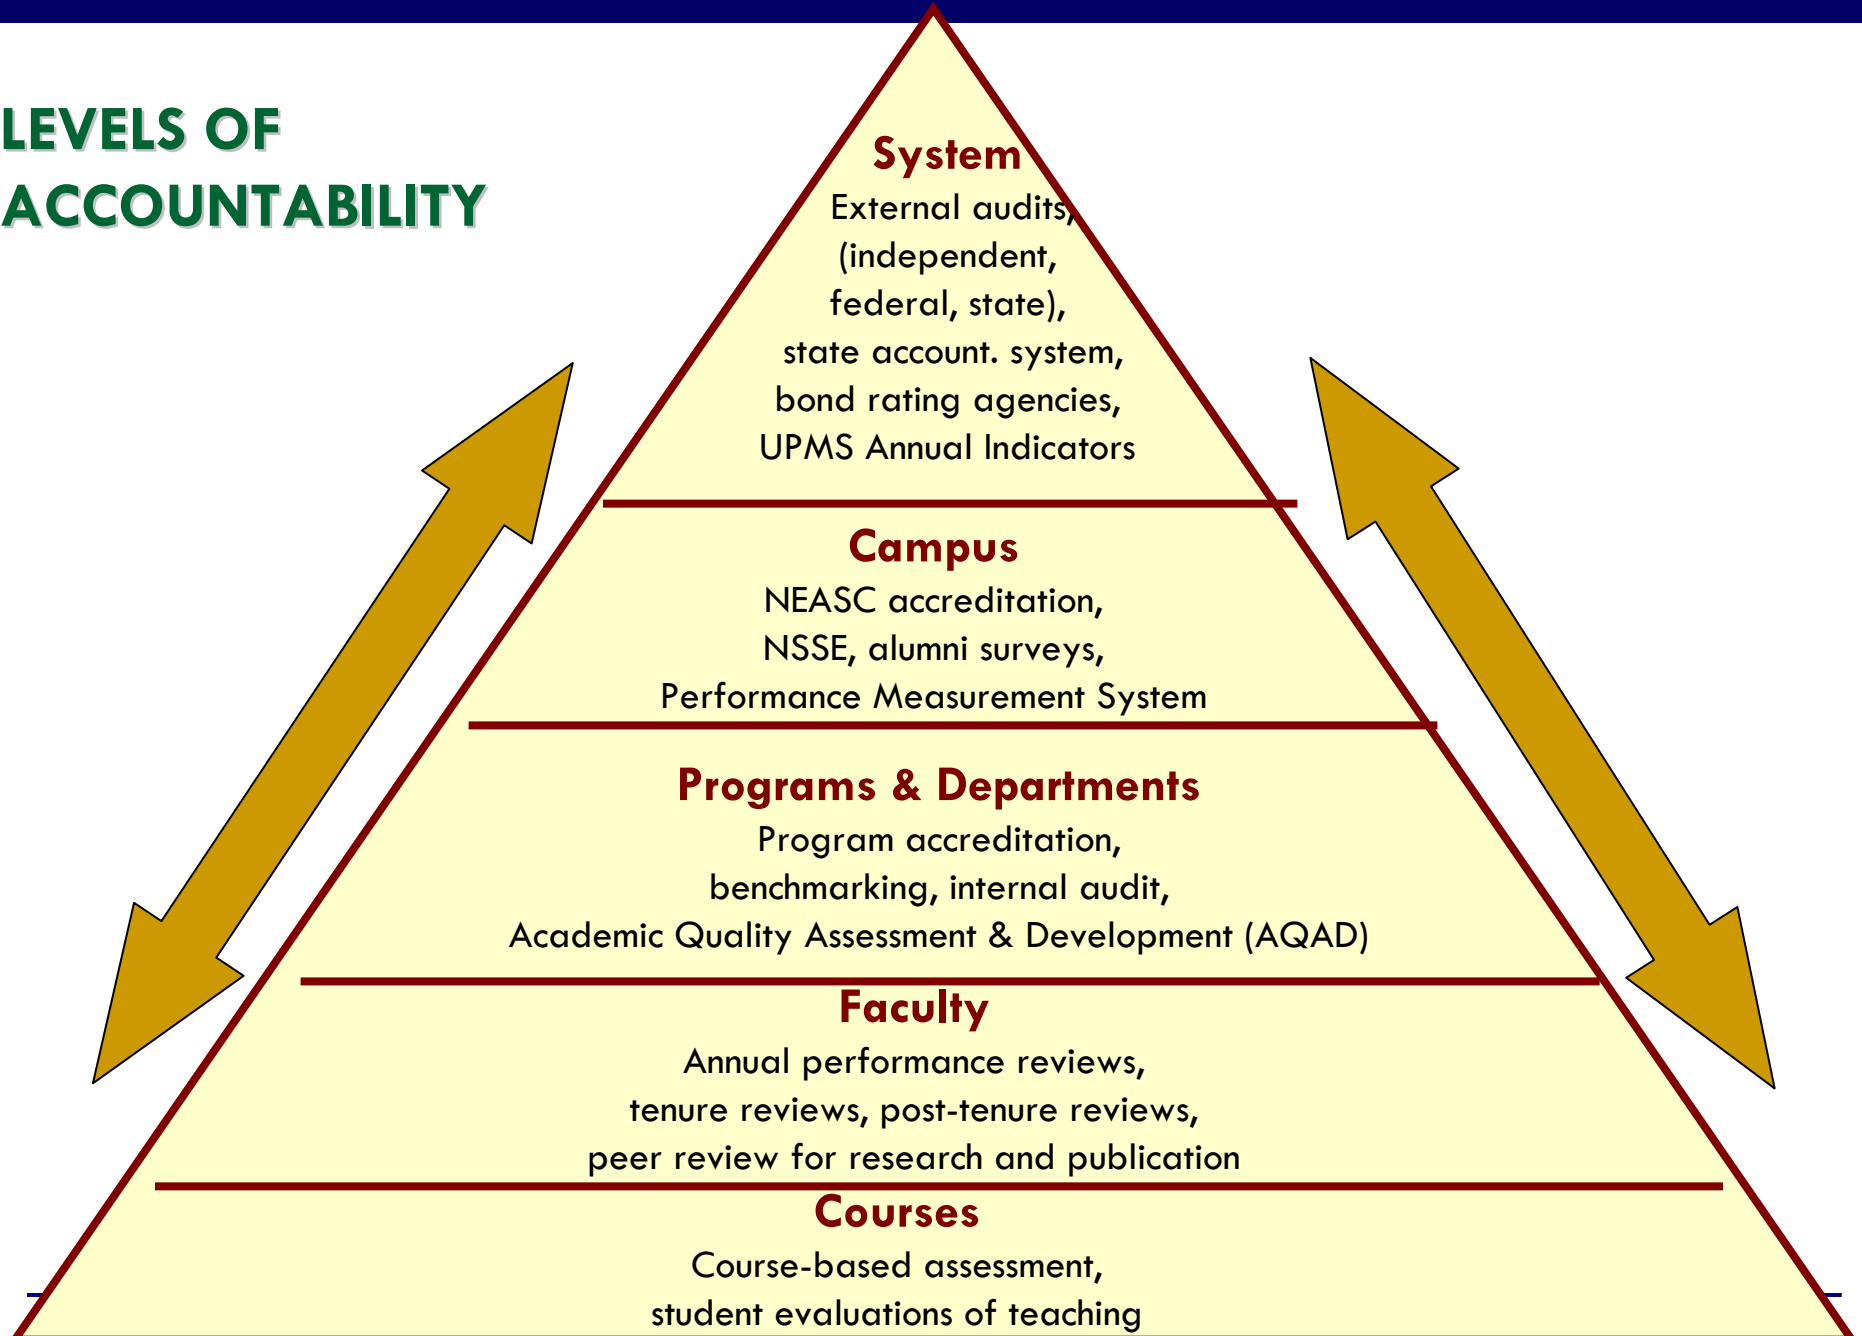 LEVELS OF
ACCOUNTABILITY
System
External audits,
(independent,
federal, state),
state account. system,
bond rating agencies,
UPMS Annual Indicators
Campus
NEASC accreditation,
NSSE, alumni surveys,
Performance Measurement System
Programs & Departments
Program accreditation,
benchmarking, internal audit,
Academic Quality Assessment & Development (AQAD)
Faculty
Annual performance reviews,
tenure reviews, post-tenure reviews,
peer review for research and publication
Courses
Course-based assessment,
student evaluations of teaching